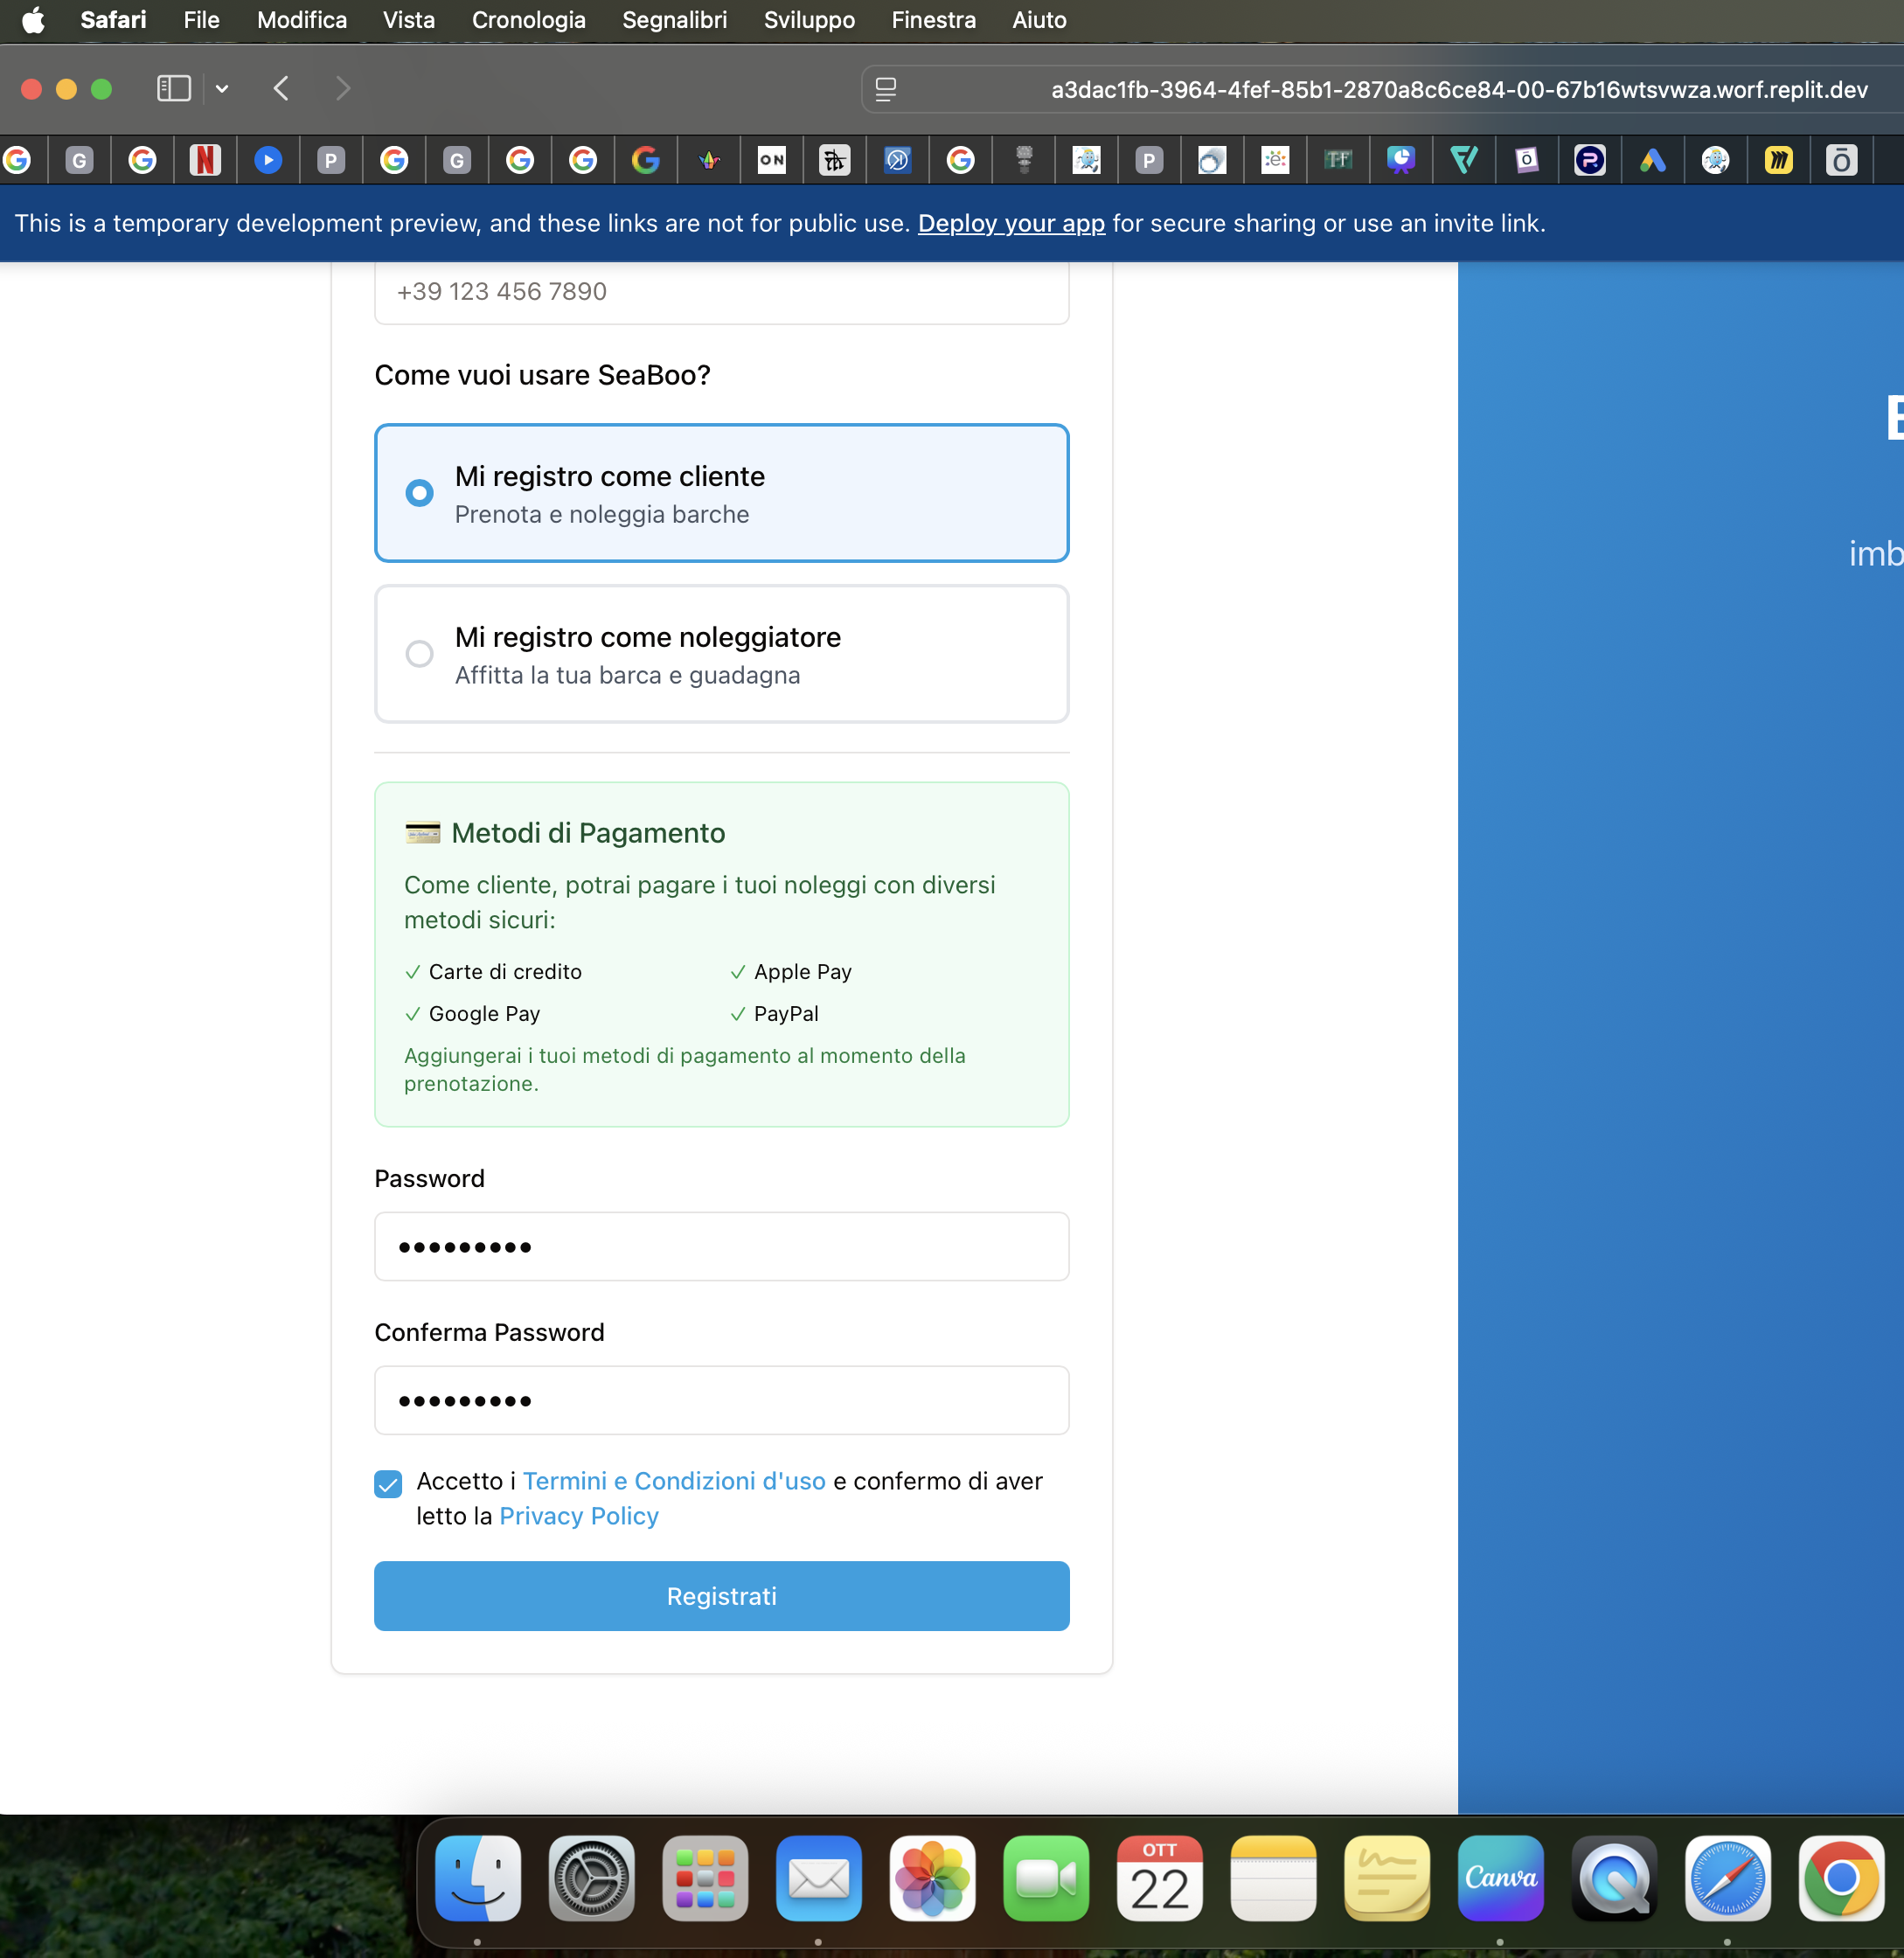 Safari File Modifica Vista Cronologia Segnalibri Sviluppo Finestra Aiuto
a3dac1fb-3964-4fef-85b1-2870a8c6ce84-00-67b16wtsvwza.worf.replit.dev
This is a temporary development preview, and these links are not for public use. Deploy your app for secure sharing or use an invite link.
+39 123 456 7890
Come vuoi usare SeaBoo?
Mi registro come cliente
Prenota e noleggia barche
imb
Mi registro come noleggiatore
Affitta la tua barca e guadagna
Metodi di Pagamento
Come cliente, potrai pagare i tuoi noleggi con diversi
metodi sicuri:
✓ Carte di credito ✓ Apple Pay
✓ Google Pay ✓ PayPal
Aggiungerai i tuoi metodi di pagamento al momento della
prenotazione.
Password
•••••••••
Conferma Password
•••••••••
Accetto i Termini e Condizioni d'uso e confermo di aver
letto la Privacy Policy
Registrati
OTT
22
Canva